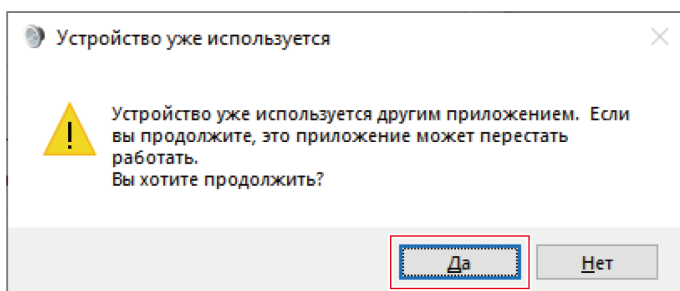 Устройство уже используется
Устройство уже используется другим приложением. Если
вы продолжите, это приложение может перестать
работать.
Вы хотите продолжить?
Да
Нет